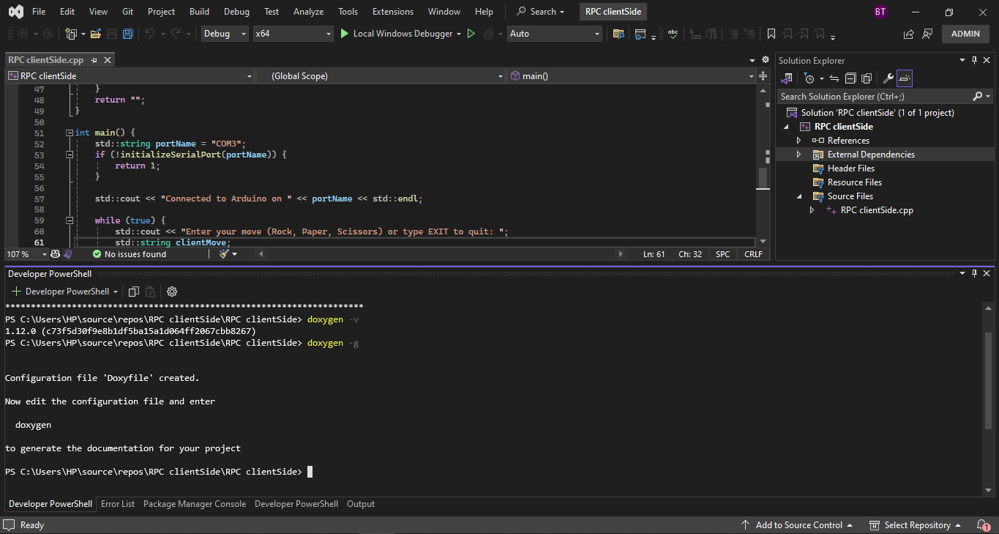 File Edit View Git Project Build Debug Test Analyze Tools Extensions Window Help Search RPC clientSide BT
Debug x64 Local Windows Debugger Auto abc ADMIN
RPC clientSide.cpp
RPC clientSide (Global Scope) main()
47 }
48 return "";
49 }
50
51 int main() {
52 std::string portName = "COM3";
53 if (!initializeSerialPort(portName)) {
54 return 1;
55 }
56
57 std::cout << "Connected to Arduino on " << portName << std::endl;
58
59 while (true) {
60 std::cout << "Enter your move (Rock, Paper, Scissors) or type EXIT to quit: ";
61 std::string clientMove;
107 % No issues found Ln: 61 Ch: 32 SPC CRLF
Solution Explorer
Search Solution Explorer (Ctrl+;)
Solution 'RPC clientSide' (1 of 1 project)
RPC clientSide
References
External Dependencies
Header Files
Resource Files
Source Files
RPC clientSide.cpp
Developer PowerShell
Developer PowerShell
**********************************************************************
PS C:\Users\HP\source\repos\RPC clientSide\RPC clientSide> doxygen -v
1.12.0 (c73f5d30f9e8b1df5ba15a1d064ff2067cbb8267)
PS C:\Users\HP\source\repos\RPC clientSide\RPC clientSide> doxygen -g
Configuration file 'Doxyfile' created.
Now edit the configuration file and enter
doxygen
to generate the documentation for your project
PS C:\Users\HP\source\repos\RPC clientSide\RPC clientSide>
Developer PowerShell Error List Package Manager Console Developer PowerShell Output
Ready Add to Source Control Select Repository 1